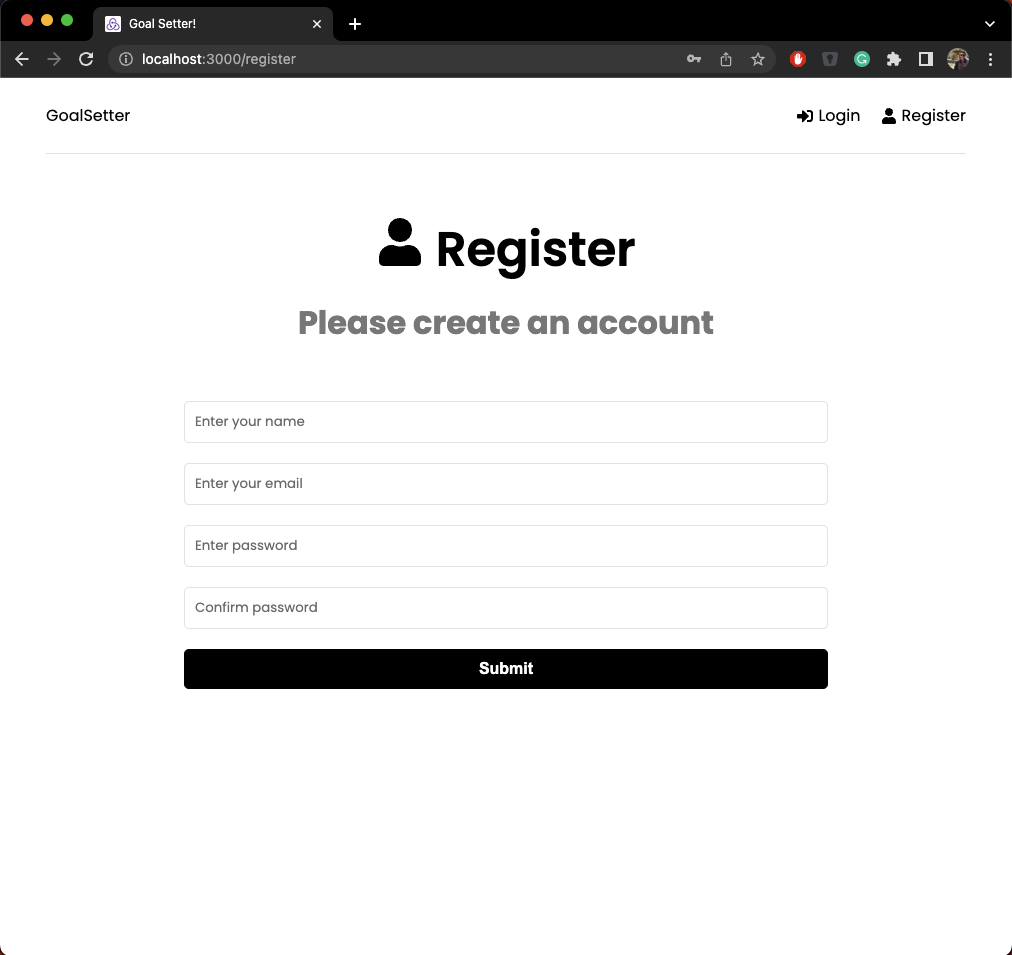 Goal Setter!
localhost:3000/register
GoalSetter
Login
Register
Register
Please create an account
Enter your name
Enter your email
Enter password
Confirm password
Submit